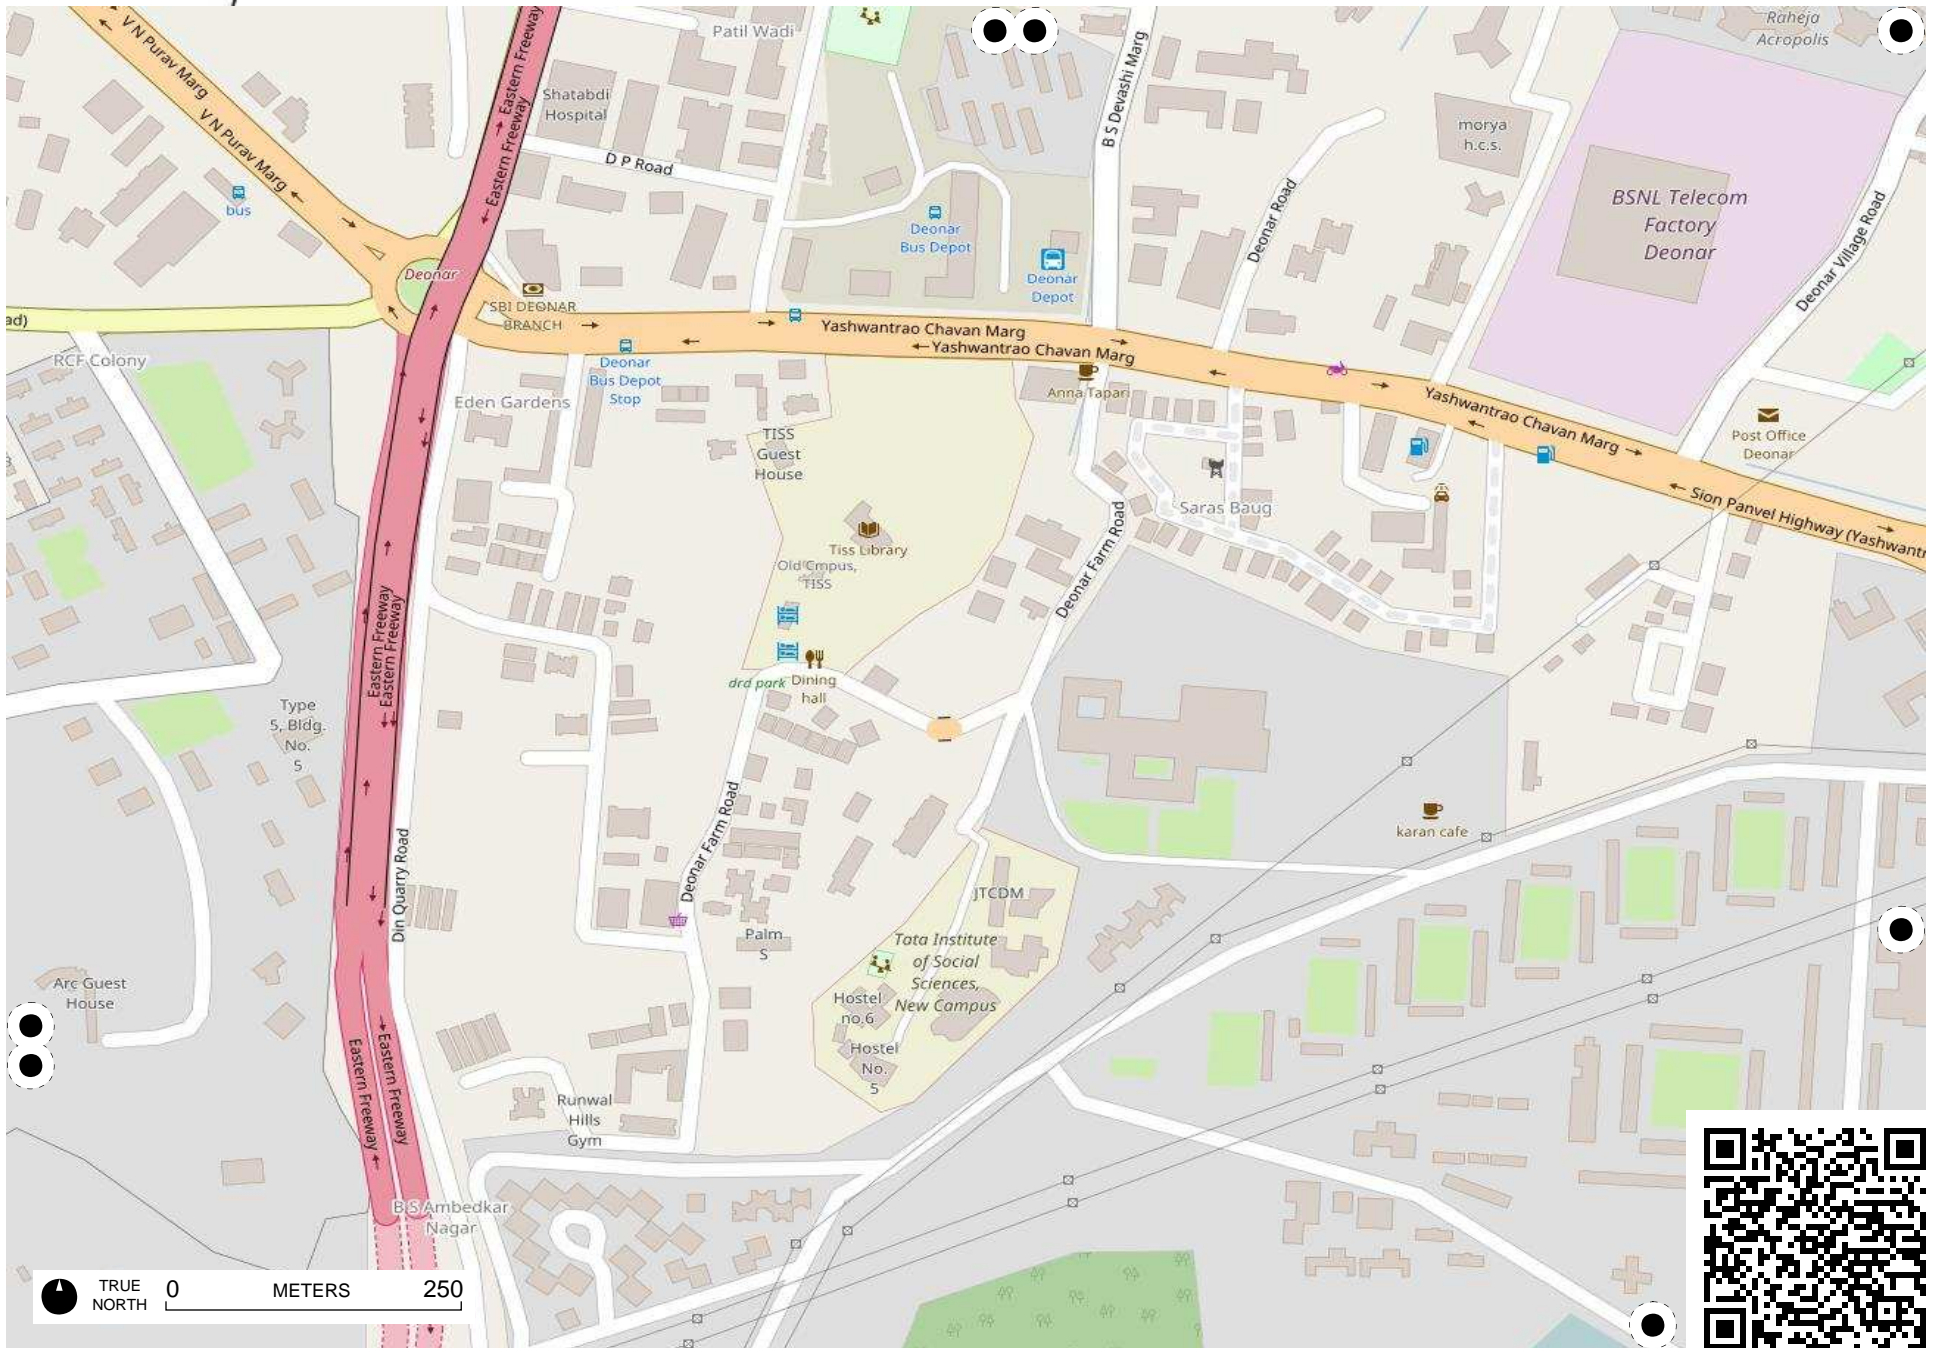 Patil Wadi
Raheja
Acropolis
V N Purav Marg
V N Purav Marg
Eastern Freeway
Eastern Freeway
Shatabdi
Hospital
D P Road
B S Devashi Marg
morya
h.c.s.
bus
BSNL Telecom
Factory
Deonar
Deonar Road
Deonar Village Road
Deonar
Bus Depot
Deonar
Depot
Deonar
SBI DEONAR
BRANCH
ad)
Yashwantrao Chavan Marg
Yashwantrao Chavan Marg
RCF Colony
Deonar
Bus Depot
Stop
Eden Gardens
Anna Tapari
Yashwantrao Chavan Marg
Post Office
Deonar
TISS
Guest
House
Saras Baug
Sion Panvel Highway (Yashwantr
Tiss Library
Old Cmpus,
TISS
Deonar Farm Road
Eastern Freeway
Eastern Freeway
drd park
Dining
hall
Type
5, Bldg.
No.
5
Deonar Farm Road
karan cafe
Din Quarry Road
JTCDM
Palm
S
Tata Institute
of Social
Sciences,
New Campus
Arc Guest
House
Hostel
no.6
Hostel
No.
5
Eastern Freeway
Eastern Freeway
Runwal
Hills
Gym
B S Ambedkar
Nagar
TRUE
NORTH
0 METERS 250